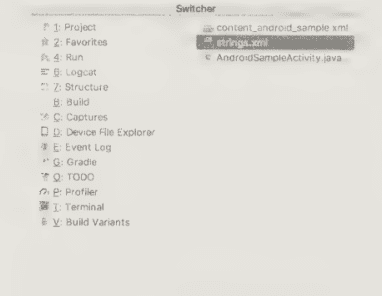 Switcher
1: Project
2: Favorites
4: Run
6: Logcat
7: Structure
B: Build
C: Captures
D: Device File Explorer
E: Event Log
G: Gradle
O: TODO
P: Profiler
T: Terminal
V: Build Variants
content_android_sample.xml
strings.xml
AndroidSampleActivity.java